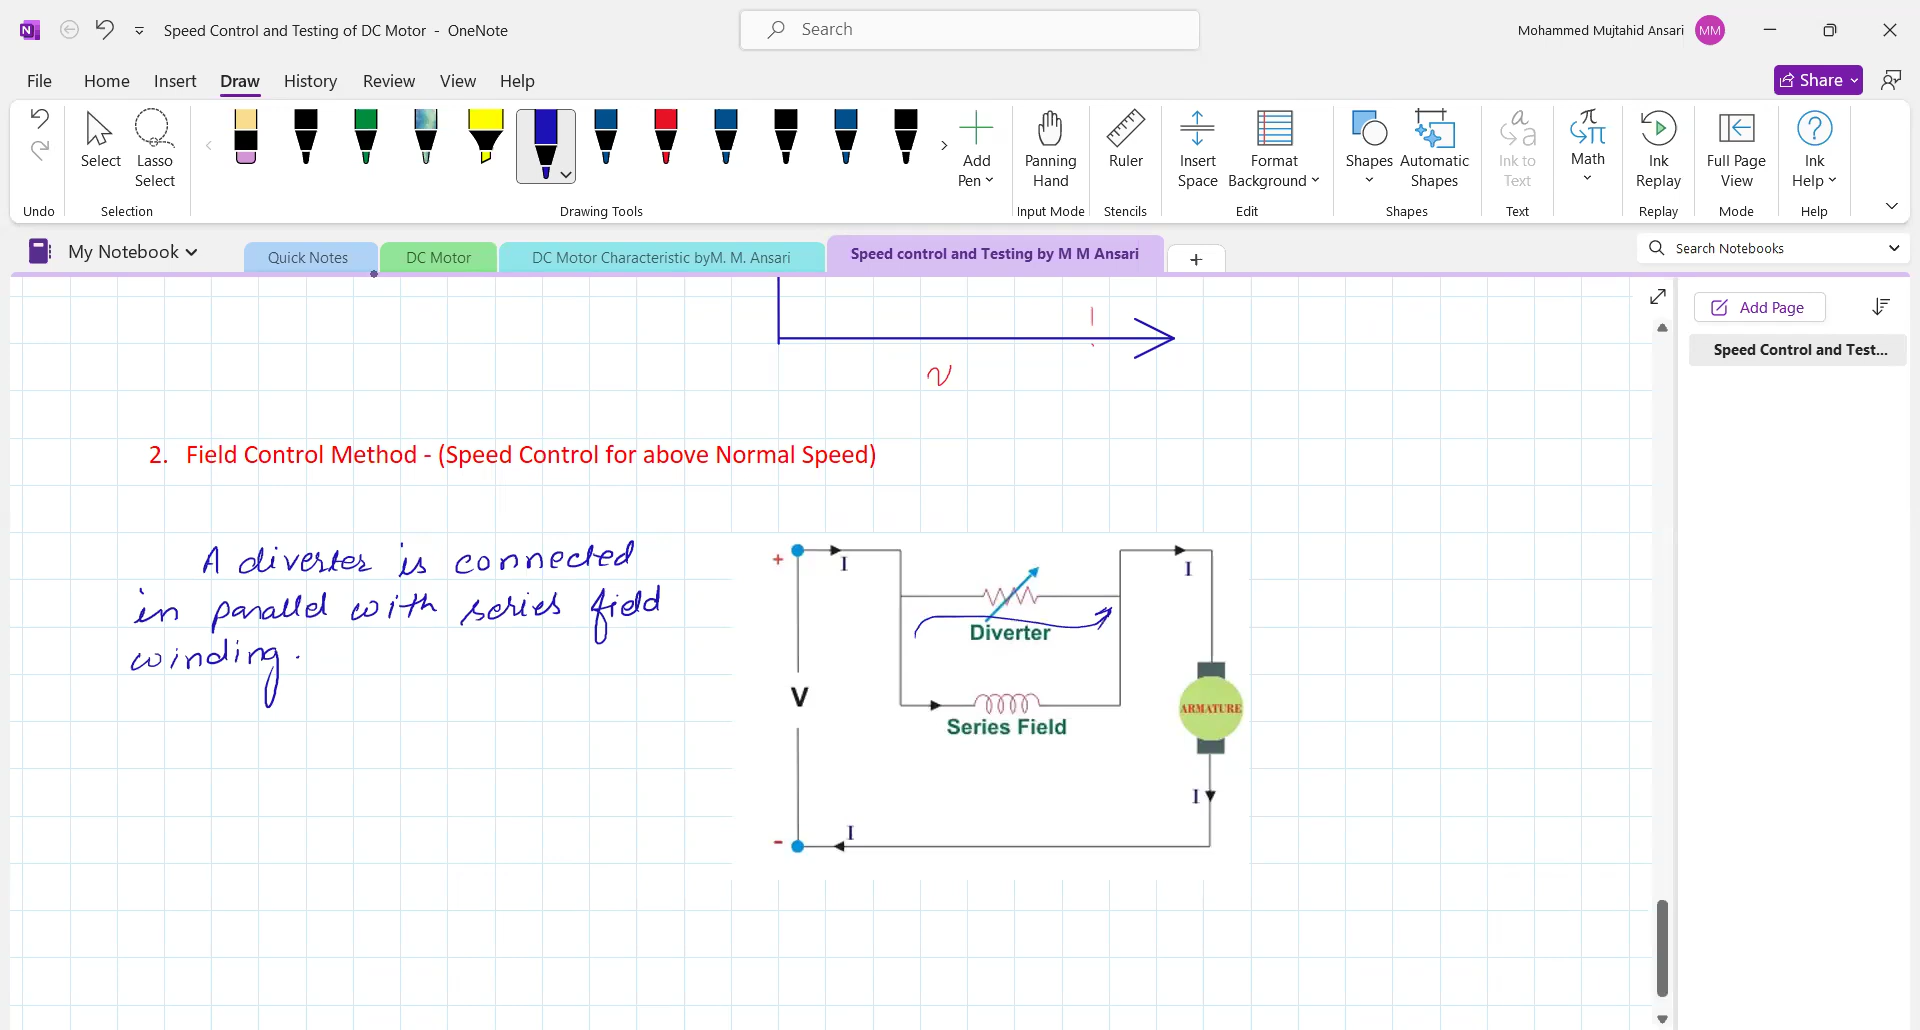 Speed Control and Testing of DC Motor - OneNote
Search
Mohammed Mujtahid Ansari
MM
File Home Insert Draw History Review View Help
Share
Undo
Select
Lasso Select
Selection
Drawing Tools
Add Pen
Panning Hand
Input Mode
Ruler
Stencils
Insert Space
Format Background
Edit
Shapes
Automatic Shapes
Shapes
Ink to Text
Text
Math
Ink Replay
Replay
Full Page View
Mode
Ink Help
Help
My Notebook
Quick Notes
DC Motor
DC Motor Characteristic byM. M. Ansari
Speed control and Testing by M M Ansari
+
Search Notebooks
Add Page
Speed Control and Test...
2. Field Control Method - (Speed Control for above Normal Speed)
A diverter is connected
in parallel with series field
winding.
+
I
I
Diverter
V
Series Field
ARMATURE
I
-
I